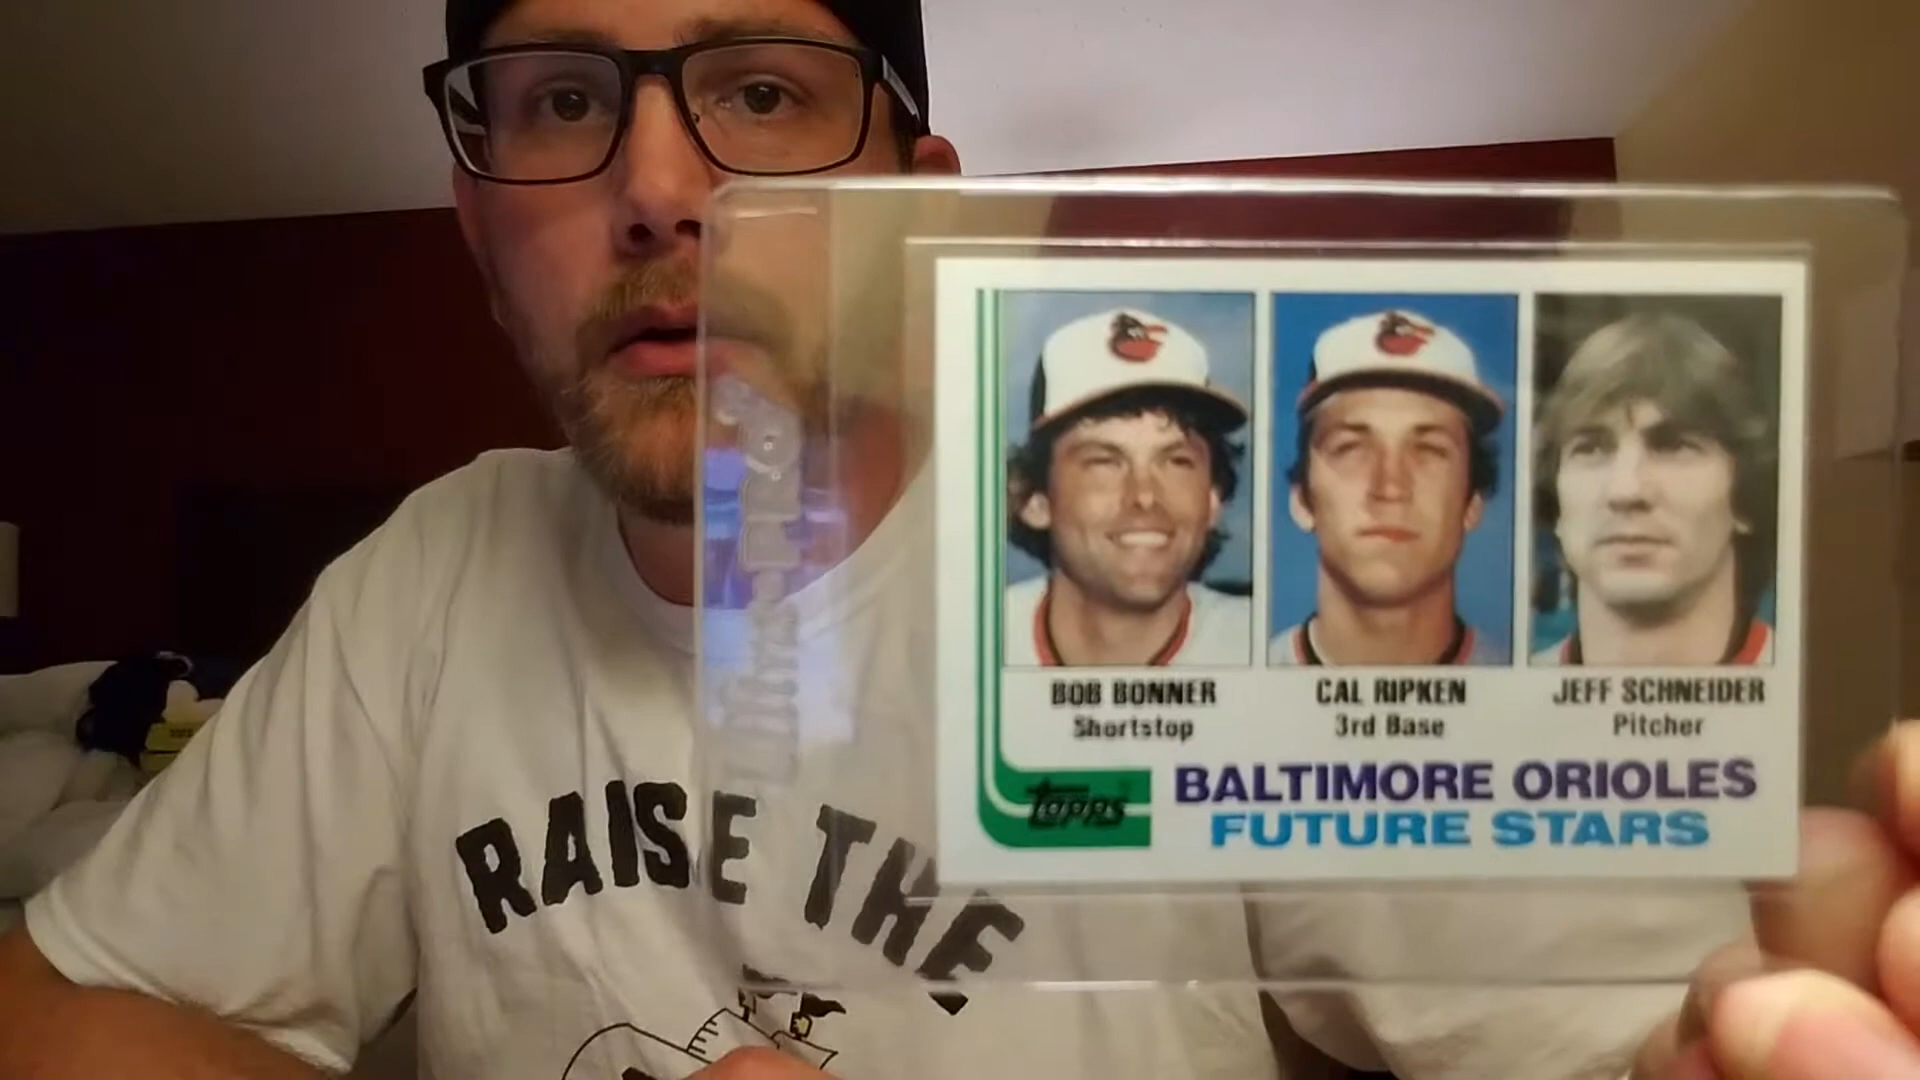 BOB BONNER
Shortstop
CAL RIPKEN
3rd Base
JEFF SCHNEIDER
Pitcher
Topps
BALTIMORE ORIOLES
FUTURE STARS
RAISE THE